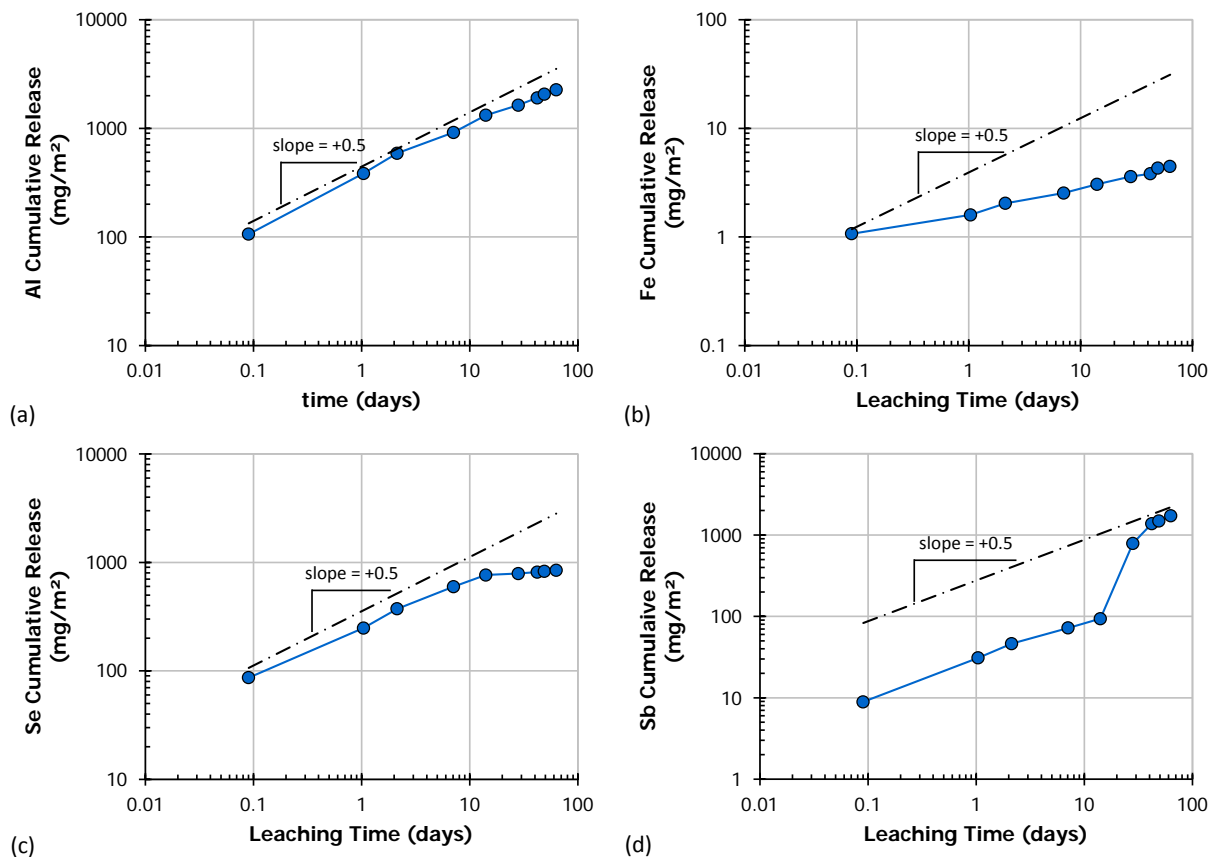 10000
1000
100
10
0.01 0.1 1 10 100
Al Cumulative Release
(mg/m²)
slope = +0.5
time (days)
(a)
100
10
1
0.1
0.01 0.1 1 10 100
Fe Cumulative Release
(mg/m²)
slope = +0.5
Leaching Time (days)
(b)
10000
1000
100
10
0.01 0.1 1 10 100
Se Cumulative Release
(mg/m²)
slope = +0.5
Leaching Time (days)
(c)
10000
1000
100
10
1
0.01 0.1 1 10 100
Sb Cumulaive Release
(mg/m²)
slope = +0.5
Leaching Time (days)
(d)